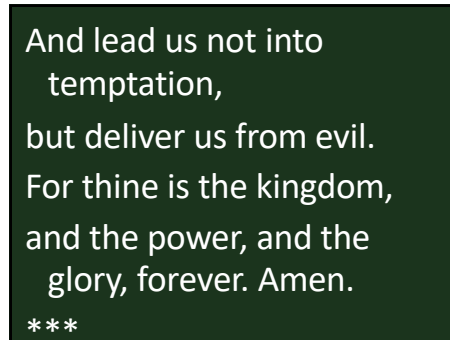 And lead us not into
temptation,
but deliver us from evil.
For thine is the kingdom,
and the power, and the
glory, forever. Amen.
***